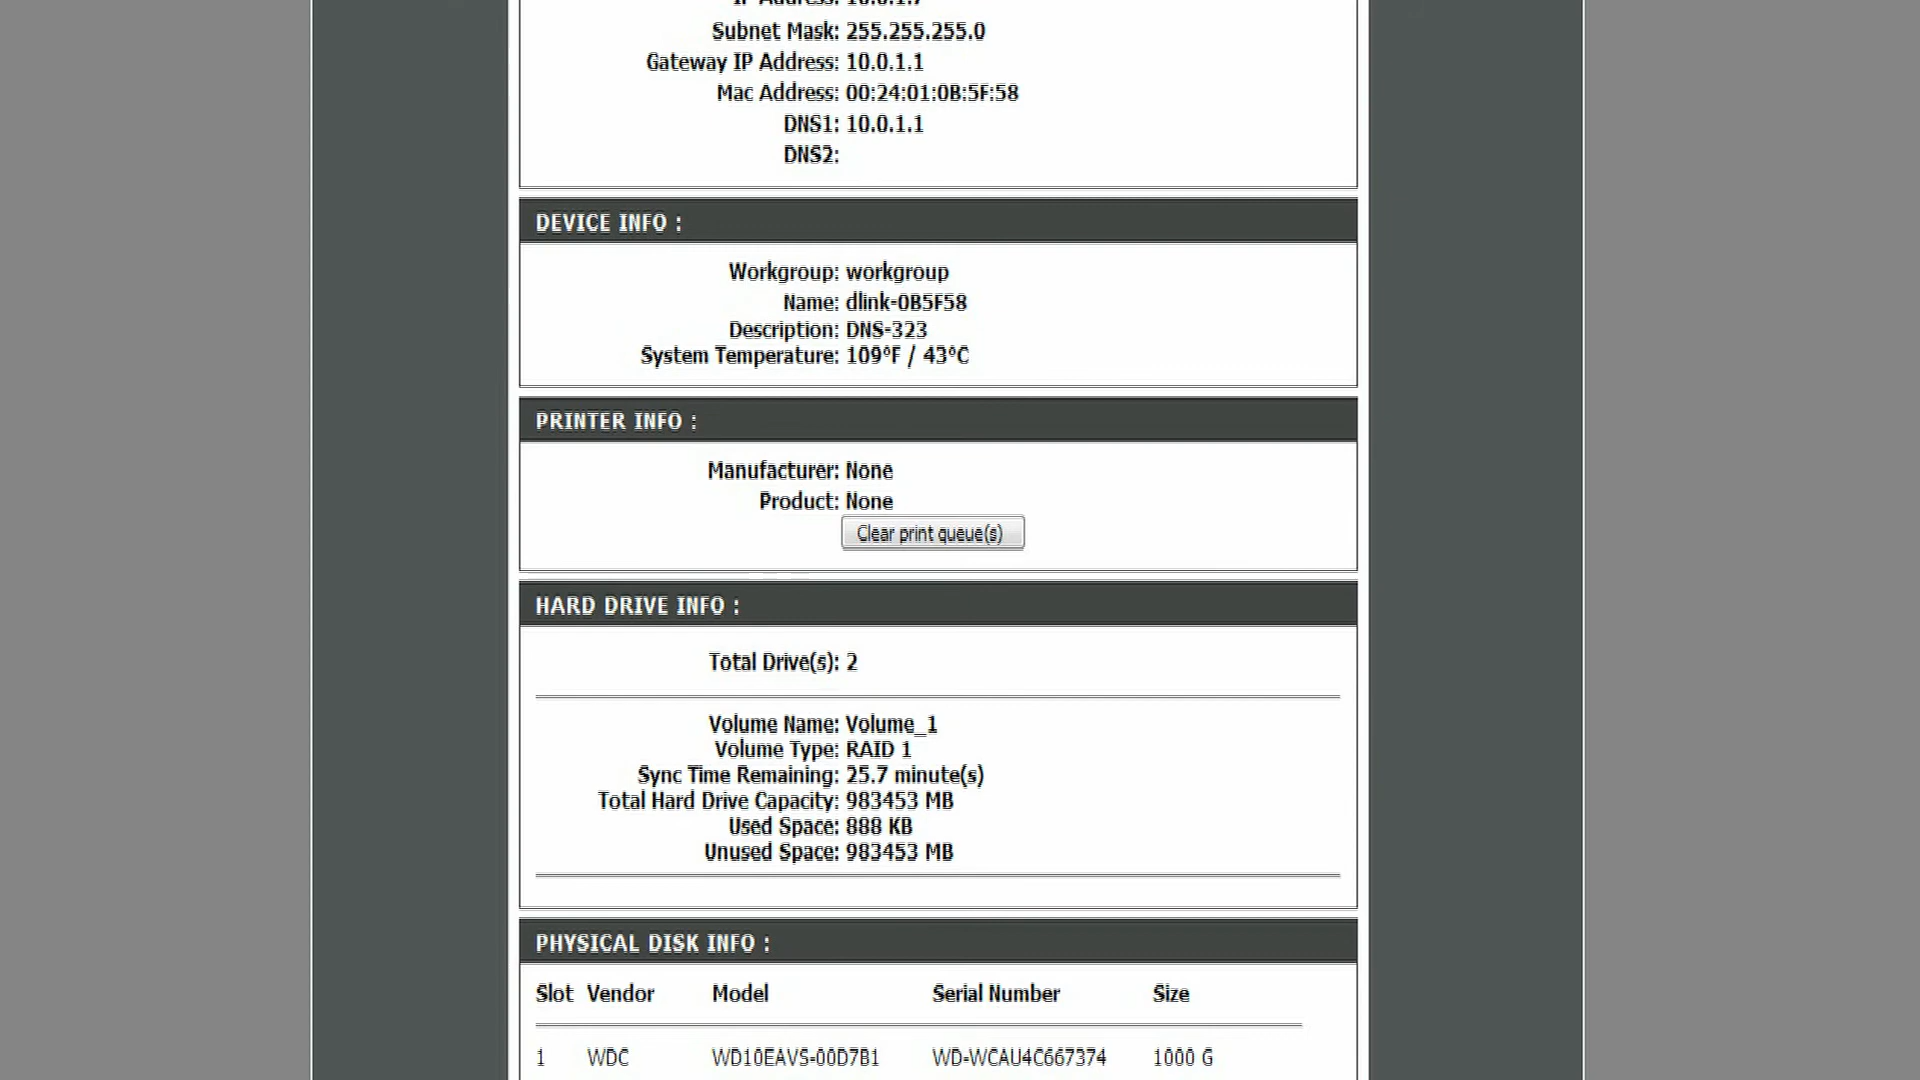 Subnet Mask: 255.255.255.0
Gateway IP Address: 10.0.1.1
Mac Address: 00:24:01:0B:5F:58
DNS1: 10.0.1.1
DNS2:
DEVICE INFO :
Workgroup: workgroup
Name: dlink-0B5F58
Description: DNS-323
System Temperature: 109°F / 43°C
PRINTER INFO :
Manufacturer: None
Product: None
Clear print queue(s)
HARD DRIVE INFO :
Total Drive(s): 2
Volume Name: Volume_1
Volume Type: RAID 1
Sync Time Remaining: 25.7 minute(s)
Total Hard Drive Capacity: 983453 MB
Used Space: 888 KB
Unused Space: 983453 MB
PHYSICAL DISK INFO :
Slot Vendor Model Serial Number Size
1 WDC WD10EAVS-00D7B1 WD-WCAU4C667374 1000 G